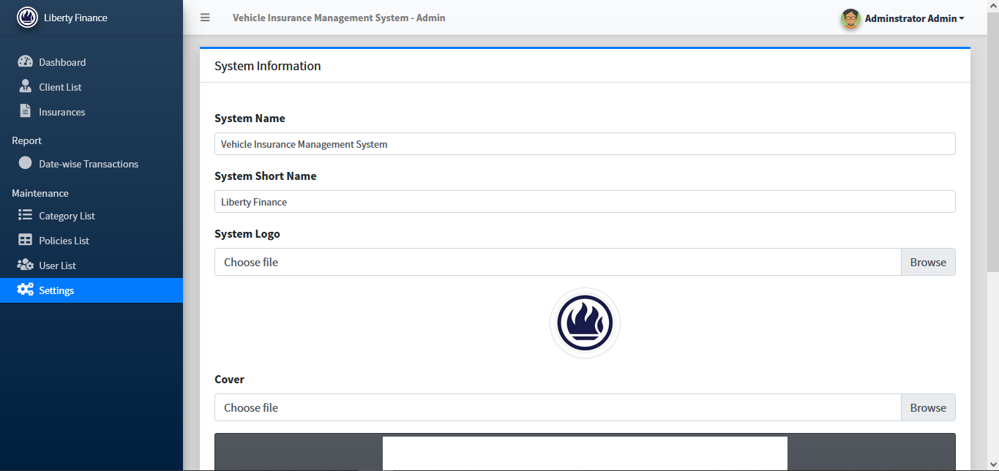 Liberty Finance
Vehicle Insurance Management System - Admin
Adminstrator Admin
Dashboard
Client List
Insurances
Report
Date-wise Transactions
Maintenance
Category List
Policies List
User List
Settings
System Information
System Name
Vehicle Insurance Management System
System Short Name
Liberty Finance
System Logo
Choose file Browse
Cover
Choose file Browse